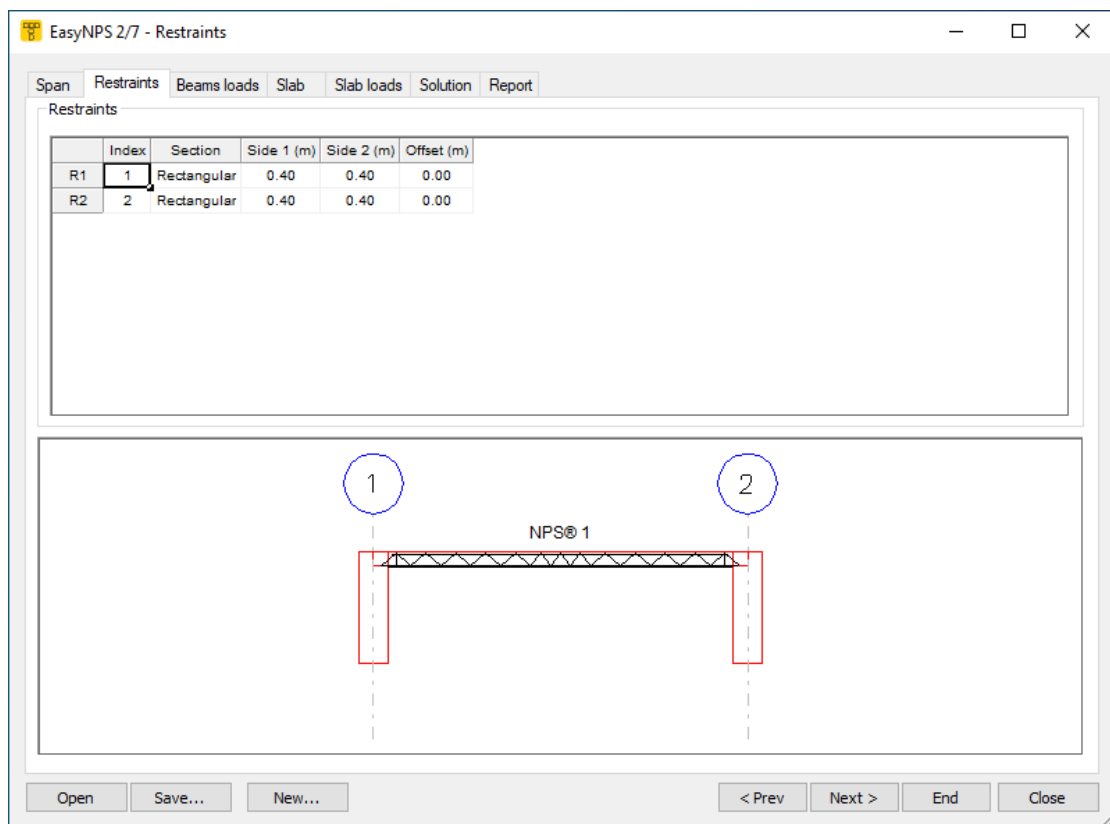 EasyNPS 2/7 - Restraints
Span Restraints Beams loads Slab Slab loads Solution Report
Restraints
Index Section Side 1 (m) Side 2 (m) Offset (m)
R1 1 Rectangular 0.40 0.40 0.00
R2 2 Rectangular 0.40 0.40 0.00
1 2
NPS® 1
Open Save... New... < Prev Next > End Close